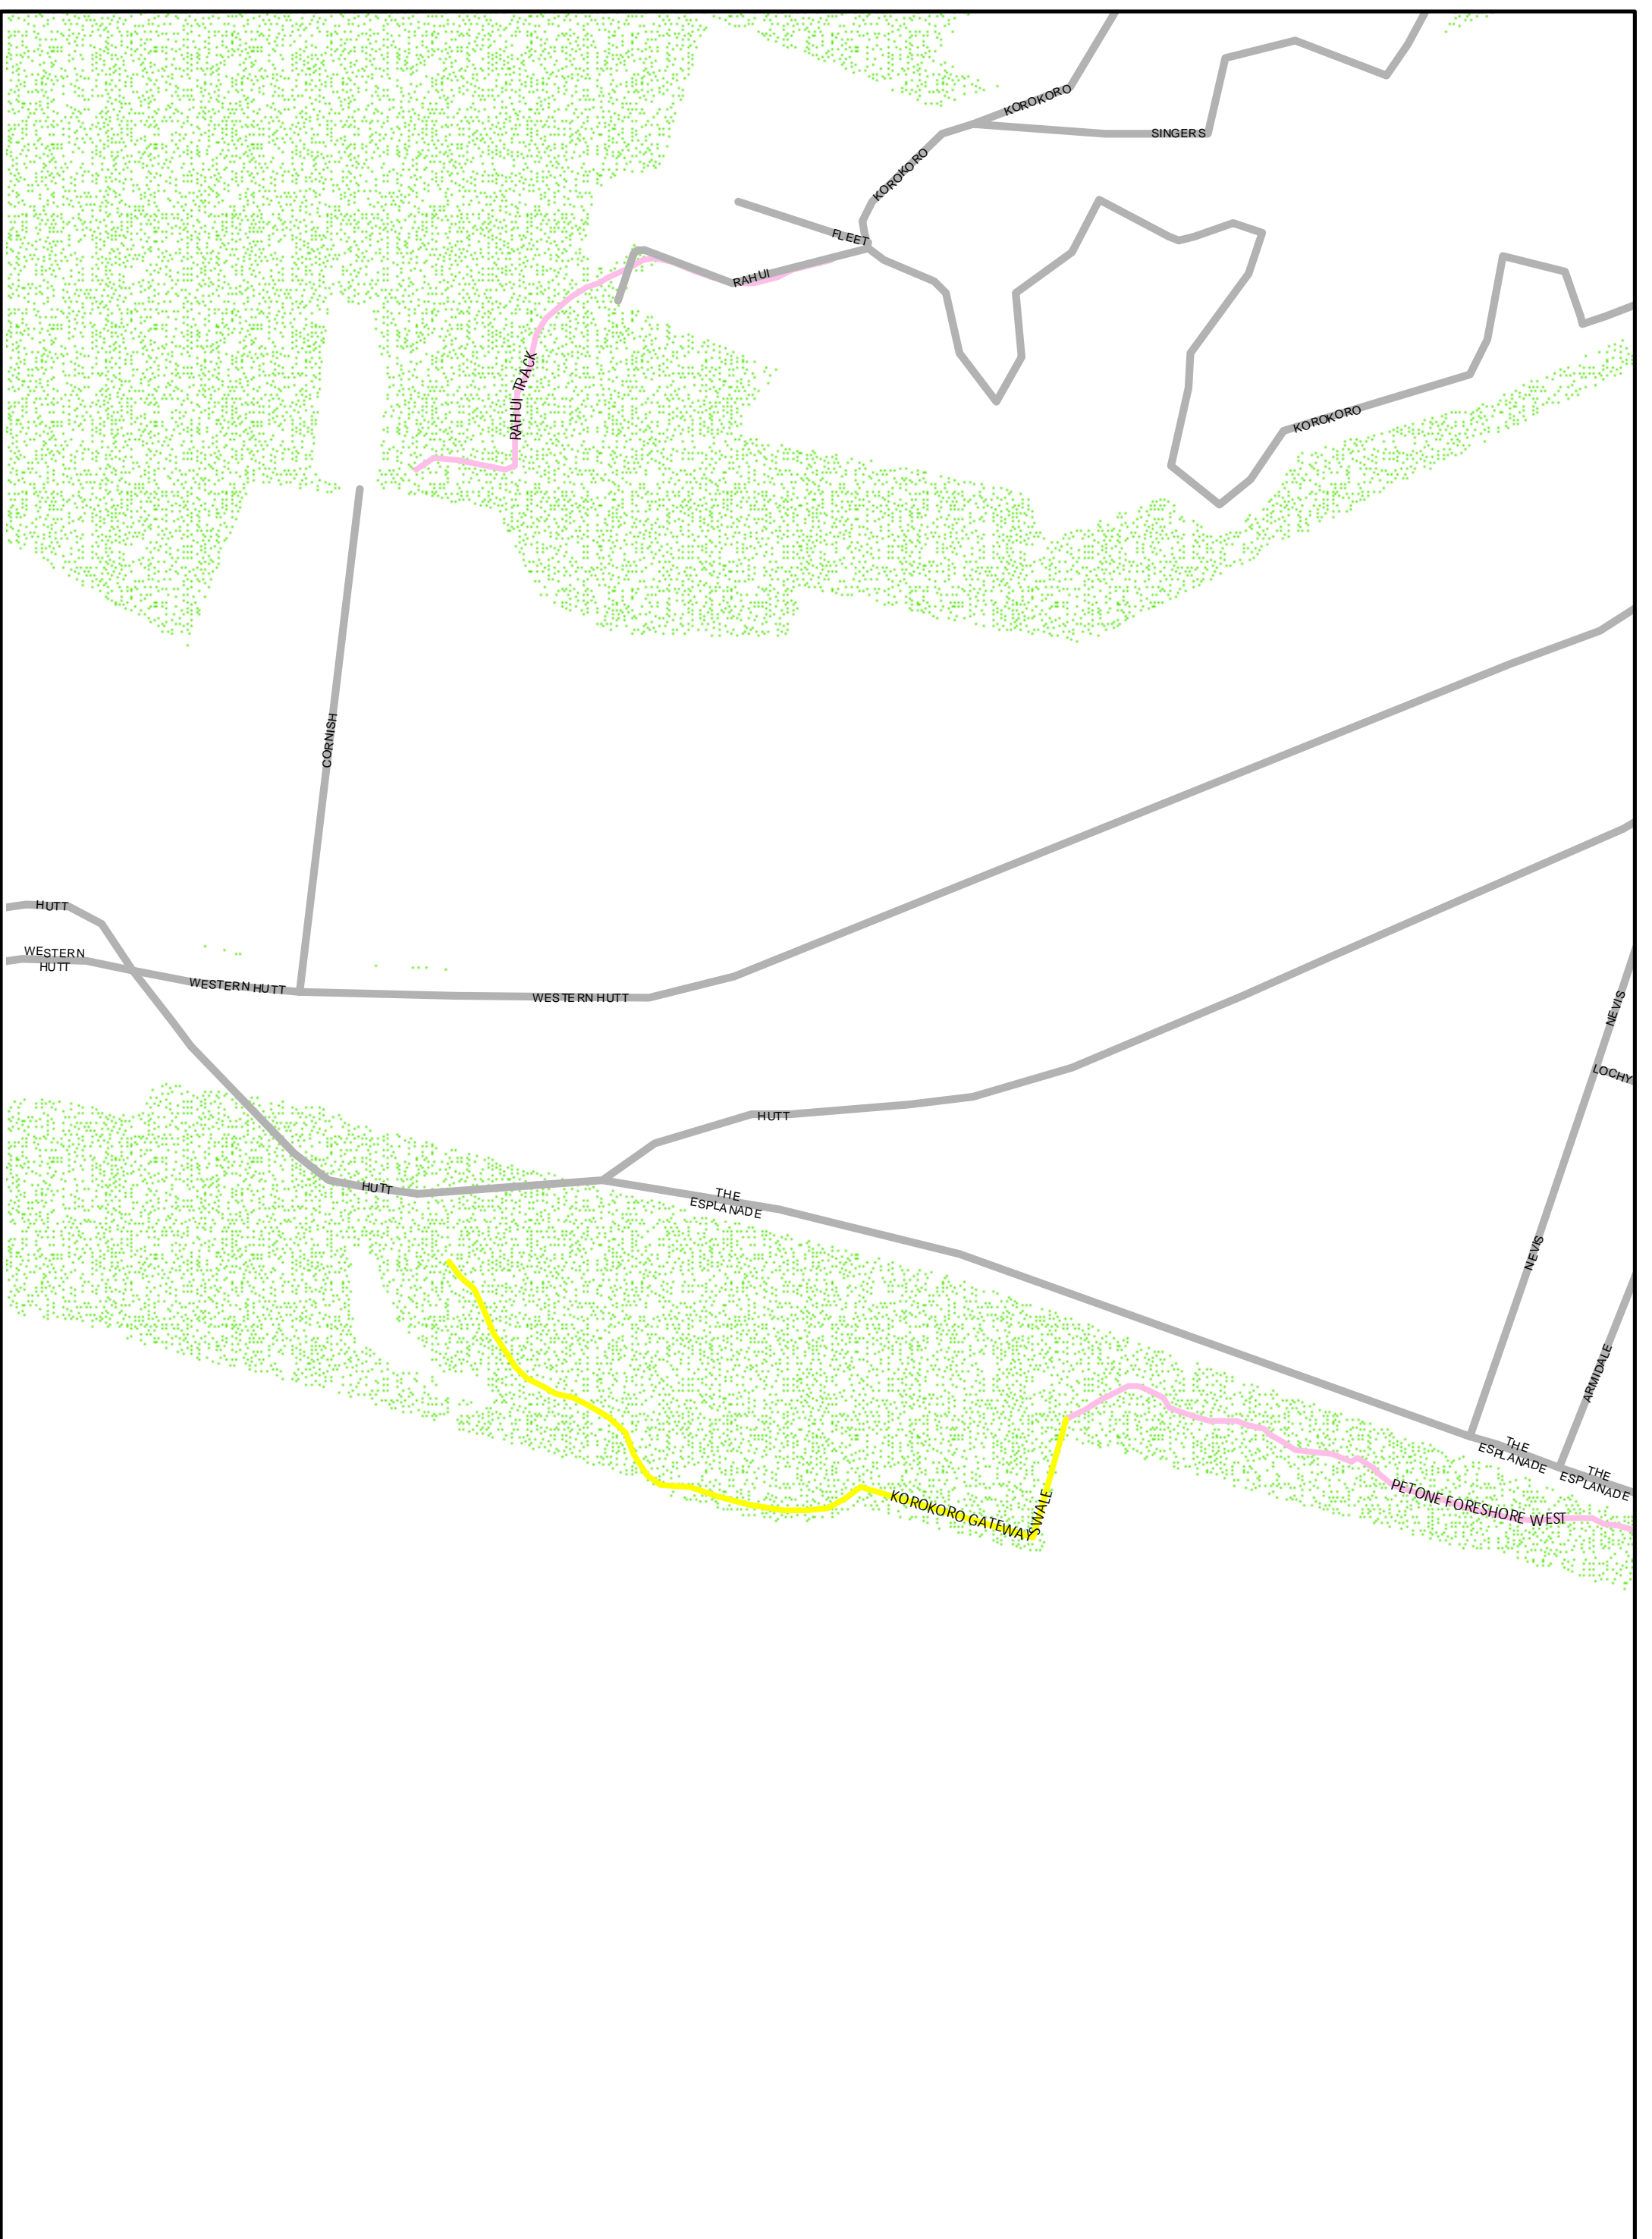 KOROKORO
SINGERS
KOROKORO
FLEET
RAHUI
RAHUI TRACK
KOROKORO
CORNISH
HUTT
WESTERN
HUTT
WESTERN HUTT
WESTERN HUTT
NEVIS
LOCHY
HUTT
HUTT
THE
ESPLANADE
NEVIS
ARMIDALE
THE
ESPLANADE
THE
ESPLANADE
PETONE FORESHORE WEST
KOROKORO GATEWAY
SWALE